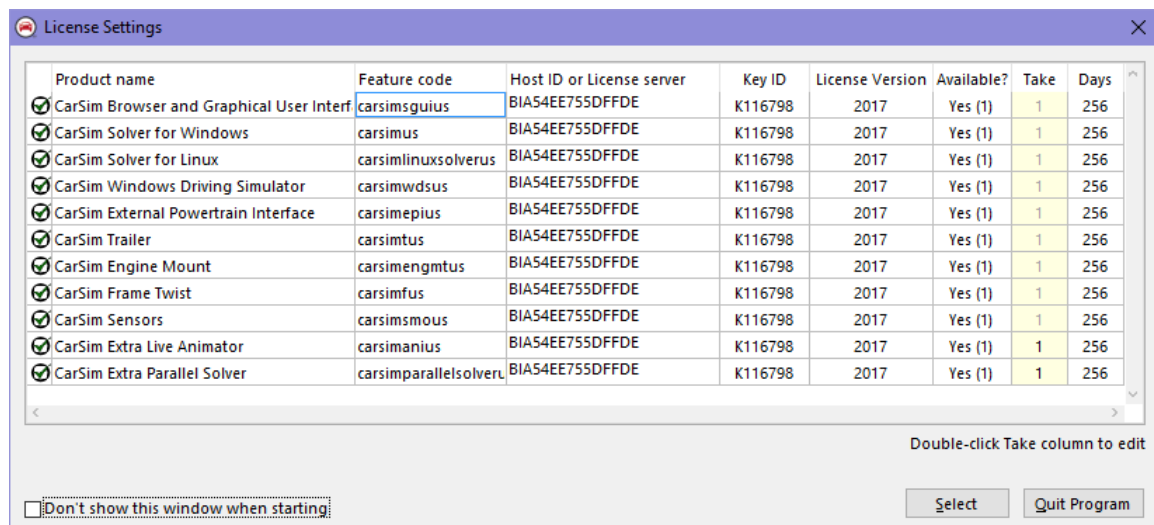 License Settings
Product name Feature code Host ID or License server Key ID License Version Available? Take Days
CarSim Browser and Graphical User Interf carsimsguius BIA54EE755DFFDE K116798 2017 Yes (1) 1 256
CarSim Solver for Windows carsimus BIA54EE755DFFDE K116798 2017 Yes (1) 1 256
CarSim Solver for Linux carsimlinuxsolverus BIA54EE755DFFDE K116798 2017 Yes (1) 1 256
CarSim Windows Driving Simulator carsimwdsus BIA54EE755DFFDE K116798 2017 Yes (1) 1 256
CarSim External Powertrain Interface carsimepius BIA54EE755DFFDE K116798 2017 Yes (1) 1 256
CarSim Trailer carsimtus BIA54EE755DFFDE K116798 2017 Yes (1) 1 256
CarSim Engine Mount carsimengmtus BIA54EE755DFFDE K116798 2017 Yes (1) 1 256
CarSim Frame Twist carsimfus BIA54EE755DFFDE K116798 2017 Yes (1) 1 256
CarSim Sensors carsimsmous BIA54EE755DFFDE K116798 2017 Yes (1) 1 256
CarSim Extra Live Animator carsimanius BIA54EE755DFFDE K116798 2017 Yes (1) 1 256
CarSim Extra Parallel Solver carsimparallelsolveru BIA54EE755DFFDE K116798 2017 Yes (1) 1 256
Double-click Take column to edit
Don't show this window when starting Select Quit Program